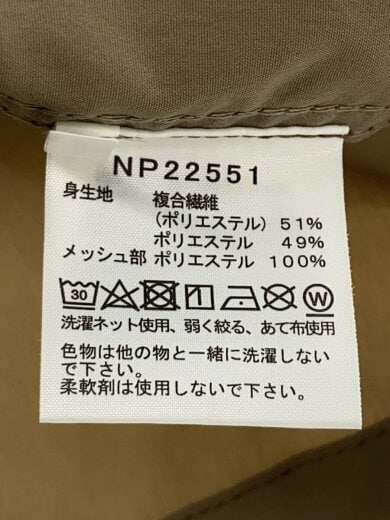 NP22551
身生地 複合繊維
(ポリエステル) 51%
ポリエステル 49%
メッシュ部 ポリエステル 100%
30 W
洗濯ネット使用、弱く絞る、あて布使用
色物は他の物と一緒に洗濯しない
で下さい。
柔軟剤は使用しないで下さい。